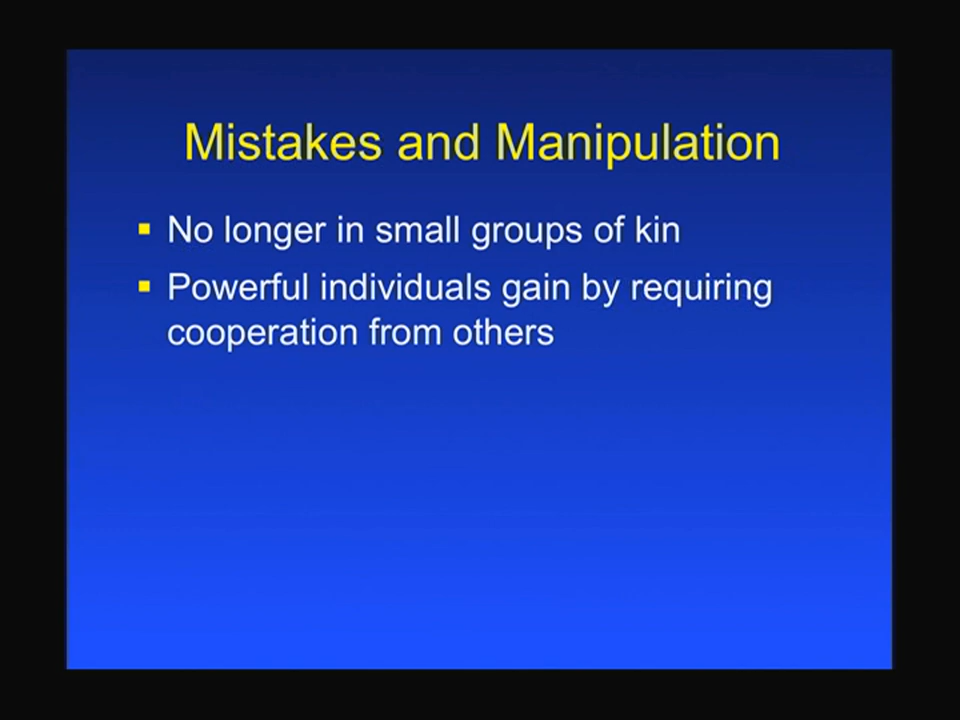 Mistakes and Manipulation
▪ No longer in small groups of kin
▪ Powerful individuals gain by requiring
cooperation from others